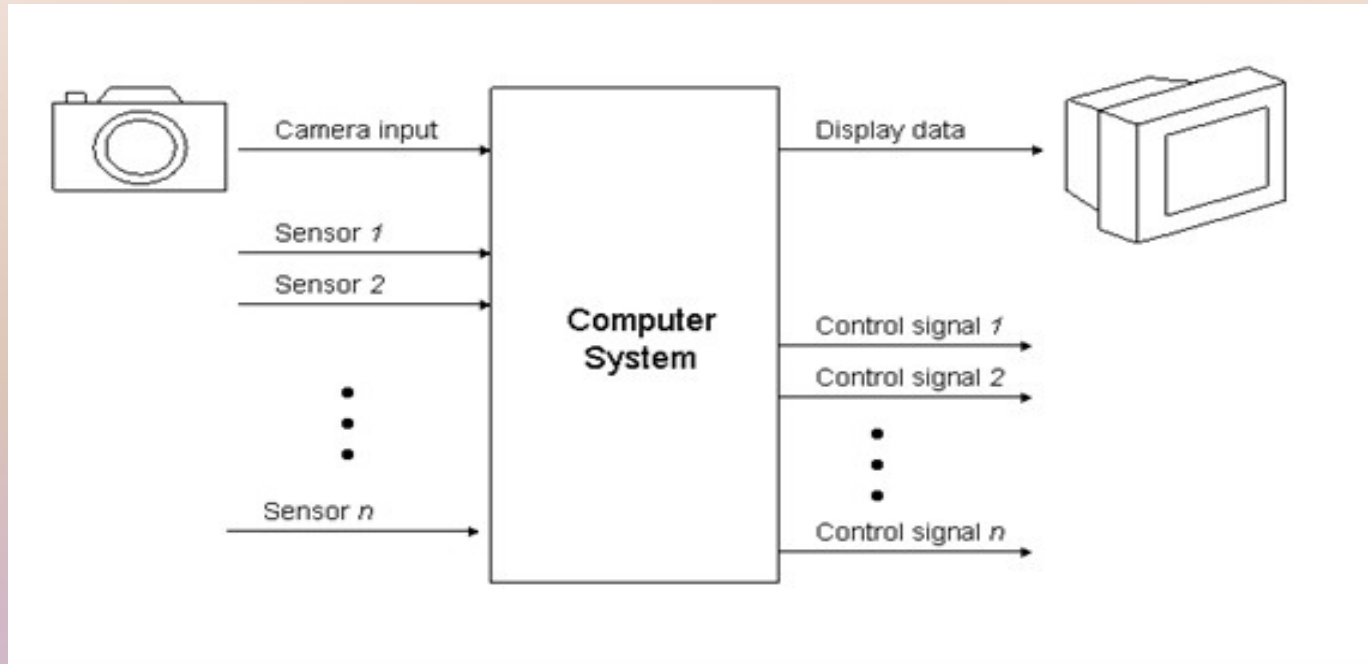 Camera input
Sensor 1
Sensor 2
Sensor n
Computer
System
Display data
Control signal 1
Control signal 2
Control signal n